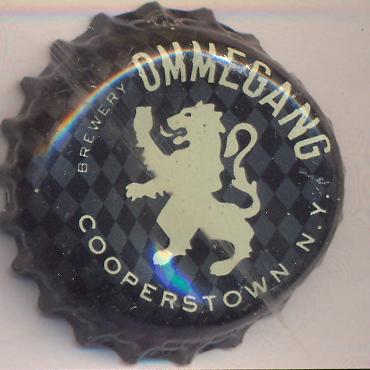 BREWERY OMMEGANG
COOPERSTOWN N.Y.